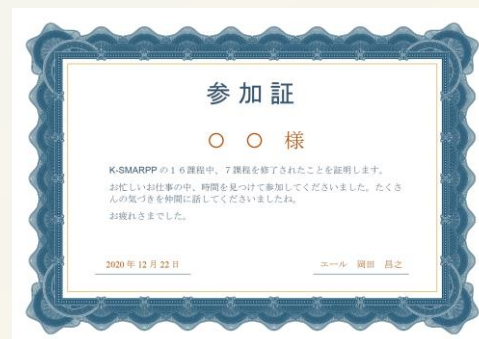 参加証
○ ○ 様
K-SMARPP の１６課程中、７課程を修了されたことを証明します。
お忙しいお仕事の中、時間を見つけて参加してくださいました。たくさ
んの気づきを仲間に話してくださいましたね。
お疲れさまでした。
2020 年 12 月 22 日
エール 岡田 昌之